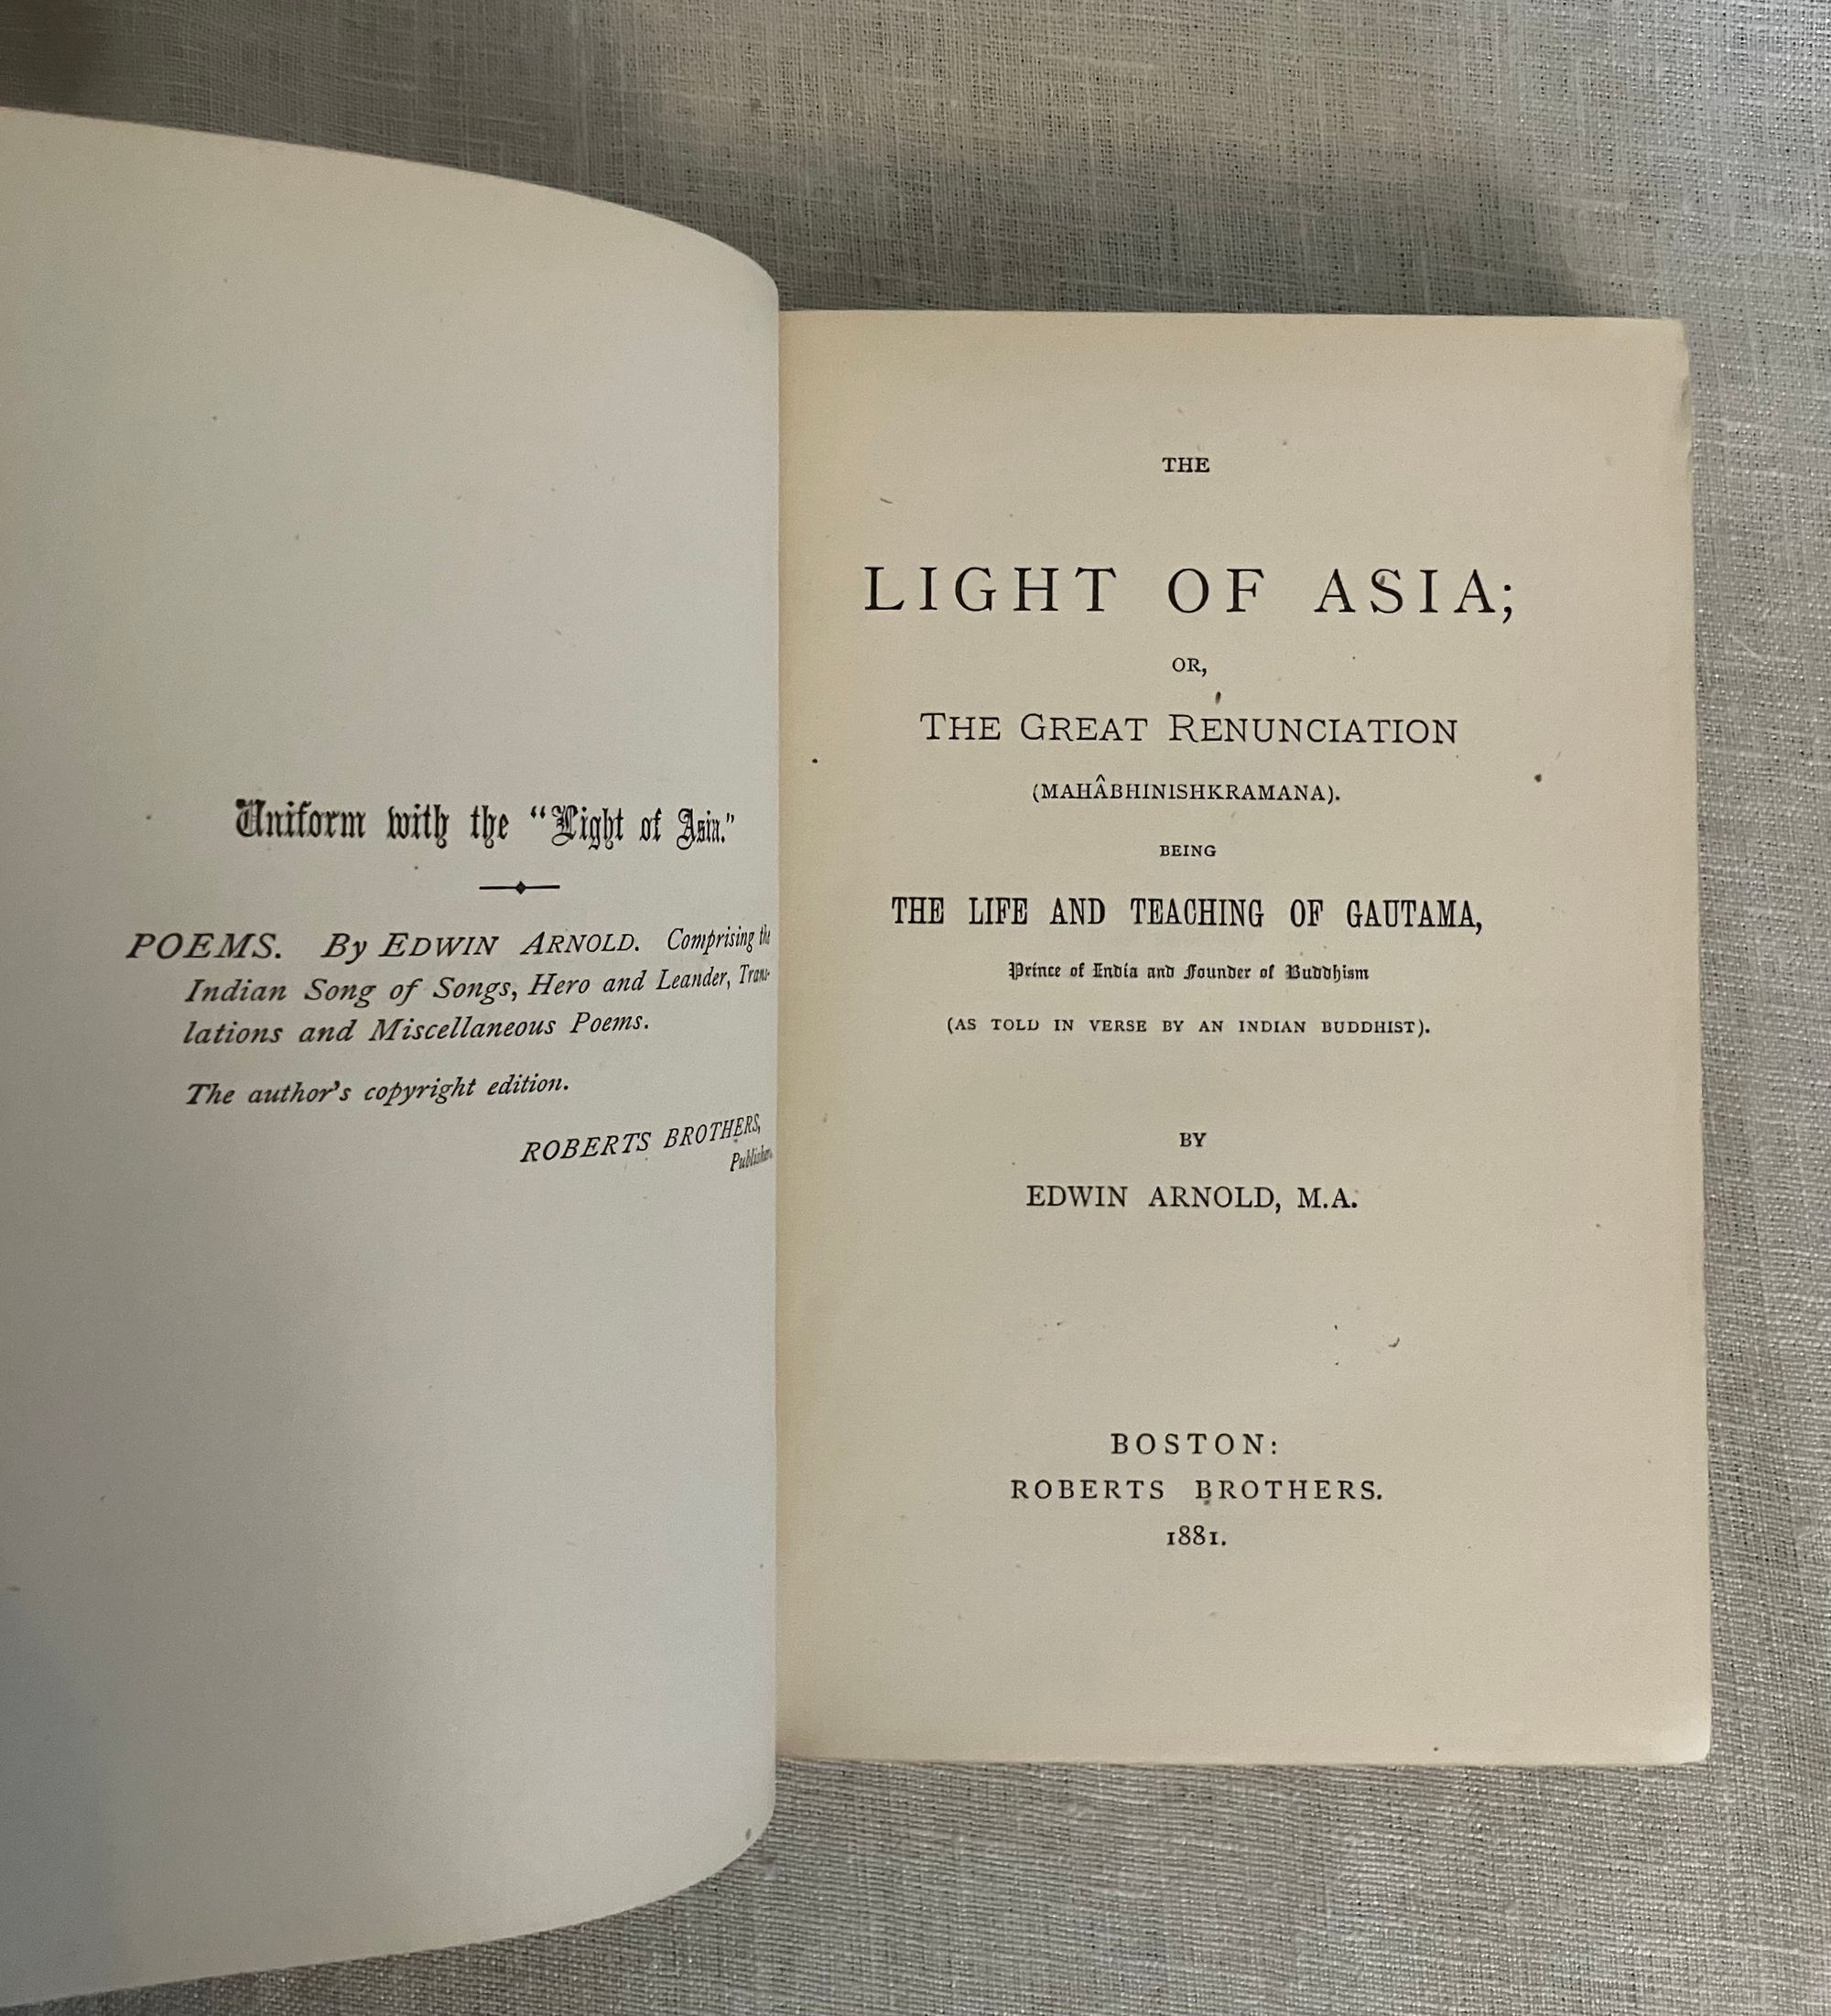 Uniform with the "Light of Asia."
POEMS. By EDWIN ARNOLD. Comprising the
Indian Song of Songs, Hero and Leander, Trans-
lations and Miscellaneous Poems.
The author's copyright edition.
ROBERTS BROTHERS,
Publishers
THE
LIGHT OF ASIA;
OR,
THE GREAT RENUNCIATION
(MAHÂBHINISHKRAMANA).
BEING
THE LIFE AND TEACHING OF GAUTAMA,
Prince of India and Founder of Buddhism
(AS TOLD IN VERSE BY AN INDIAN BUDDHIST).
BY
EDWIN ARNOLD, M.A.
BOSTON:
ROBERTS BROTHERS.
1881.